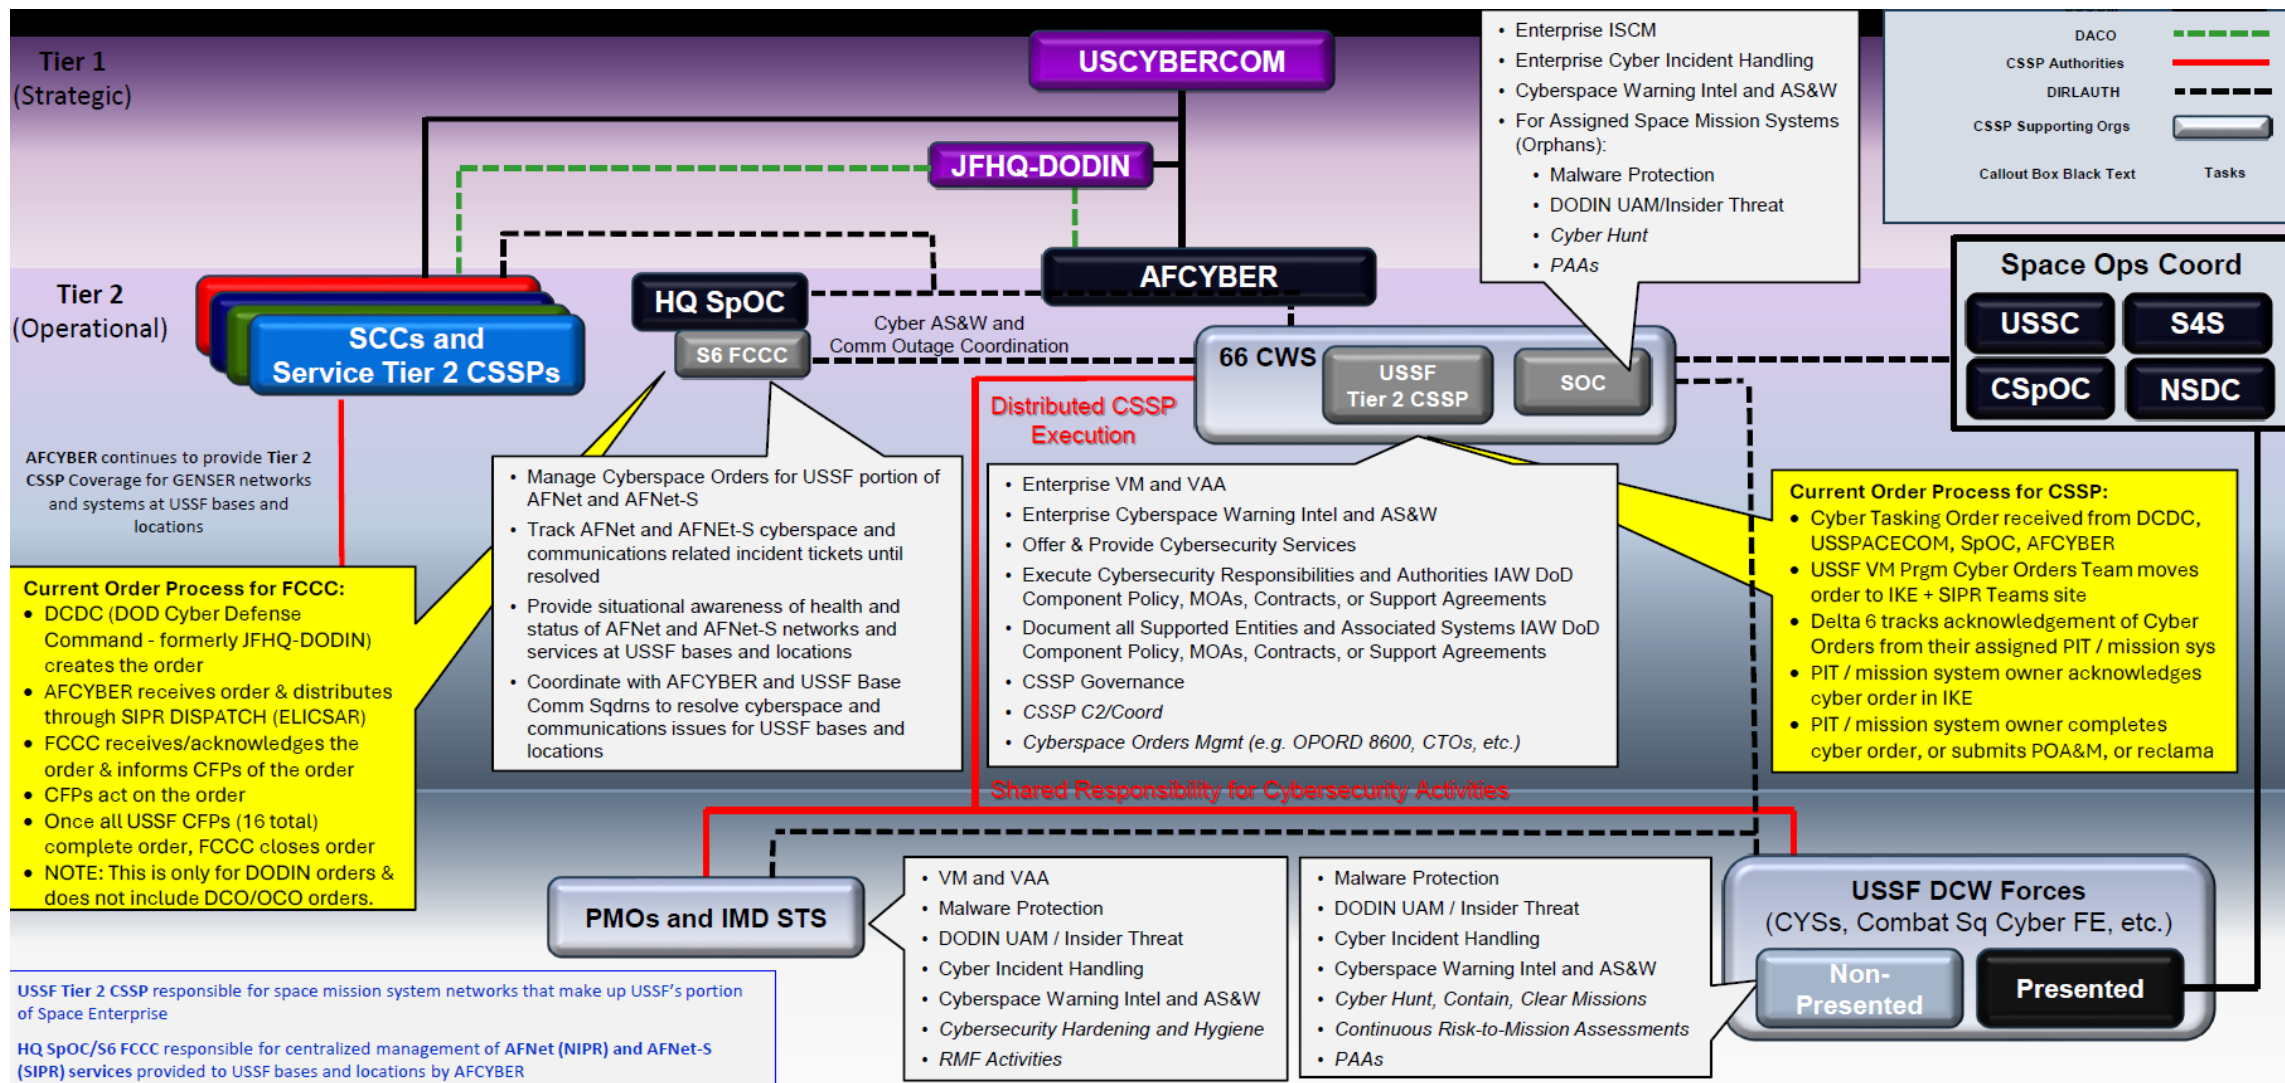 Tier 1
(Strategic)
USCYBERCOM
JFHQ-DODIN
• Enterprise ISCM
• Enterprise Cyber Incident Handling
• Cyberspace Warning Intel and AS&W
• For Assigned Space Mission Systems
(Orphans):
• Malware Protection
• DODIN UAM/Insider Threat
• Cyber Hunt
• PAAs
DACO
CSSP Authorities
DIRLAUTH
CSSP Supporting Orgs
Callout Box Black Text
Tasks
Tier 2
(Operational)
SCCs and
Service Tier 2 CSSPs
HQ SpOC
S6 FCCC
AFCYBER
Cyber AS&W and
Comm Outage Coordination
66 CWS
USSF
Tier 2 CSSP
SOC
Space Ops Coord
USSC
S4S
CSpOC
NSDC
Distributed CSSP
Execution
AFCYBER continues to provide Tier 2
CSSP Coverage for GENSER networks
and systems at USSF bases and
locations
Current Order Process for FCCC:
• DCDC (DOD Cyber Defense
Command - formerly JFHQ-DODIN)
creates the order
• AFCYBER receives order & distributes
through SIPR DISPATCH (ELICSAR)
• FCCC receives/acknowledges the
order & informs CFPs of the order
• CFPs act on the order
• Once all USSF CFPs (16 total)
complete order, FCCC closes order
• NOTE: This is only for DODIN orders &
does not include DCO/OCO orders.
• Manage Cyberspace Orders for USSF portion of
AFNet and AFNet-S
• Track AFNet and AFNEt-S cyberspace and
communications related incident tickets until
resolved
• Provide situational awareness of health and
status of AFNet and AFNet-S networks and
services at USSF bases and locations
• Coordinate with AFCYBER and USSF Base
Comm Sqdrns to resolve cyberspace and
communications issues for USSF bases and
locations
• Enterprise VM and VAA
• Enterprise Cyberspace Warning Intel and AS&W
• Offer & Provide Cybersecurity Services
• Execute Cybersecurity Responsibilities and Authorities IAW DoD
Component Policy, MOAs, Contracts, or Support Agreements
• Document all Supported Entities and Associated Systems IAW DoD
Component Policy, MOAs, Contracts, or Support Agreements
• CSSP Governance
• CSSP C2/Coord
• Cyberspace Orders Mgmt (e.g. OPORD 8600, CTOs, etc.)
Current Order Process for CSSP:
• Cyber Tasking Order received from DCDC,
USSPACECOM, SpOC, AFCYBER
• USSF VM Prgm Cyber Orders Team moves
order to IKE + SIPR Teams site
• Delta 6 tracks acknowledgement of Cyber
Orders from their assigned PIT / mission sys
• PIT / mission system owner acknowledges
cyber order in IKE
• PIT / mission system owner completes
cyber order, or submits POA&M, or reclama
Shared Responsibility for Cybersecurity Activities
PMOs and IMD STS
• VM and VAA
• Malware Protection
• DODIN UAM / Insider Threat
• Cyber Incident Handling
• Cyberspace Warning Intel and AS&W
• Cybersecurity Hardening and Hygiene
• RMF Activities
• Malware Protection
• DODIN UAM / Insider Threat
• Cyber Incident Handling
• Cyberspace Warning Intel and AS&W
• Cyber Hunt, Contain, Clear Missions
• Continuous Risk-to-Mission Assessments
• PAAs
USSF DCW Forces
(CYSs, Combat Sq Cyber FE, etc.)
Non-
Presented
Presented
USSF Tier 2 CSSP responsible for space mission system networks that make up USSF's portion
of Space Enterprise
HQ SpOC/S6 FCCC responsible for centralized management of AFNet (NIPR) and AFNet-S
(SIPR) services provided to USSF bases and locations by AFCYBER